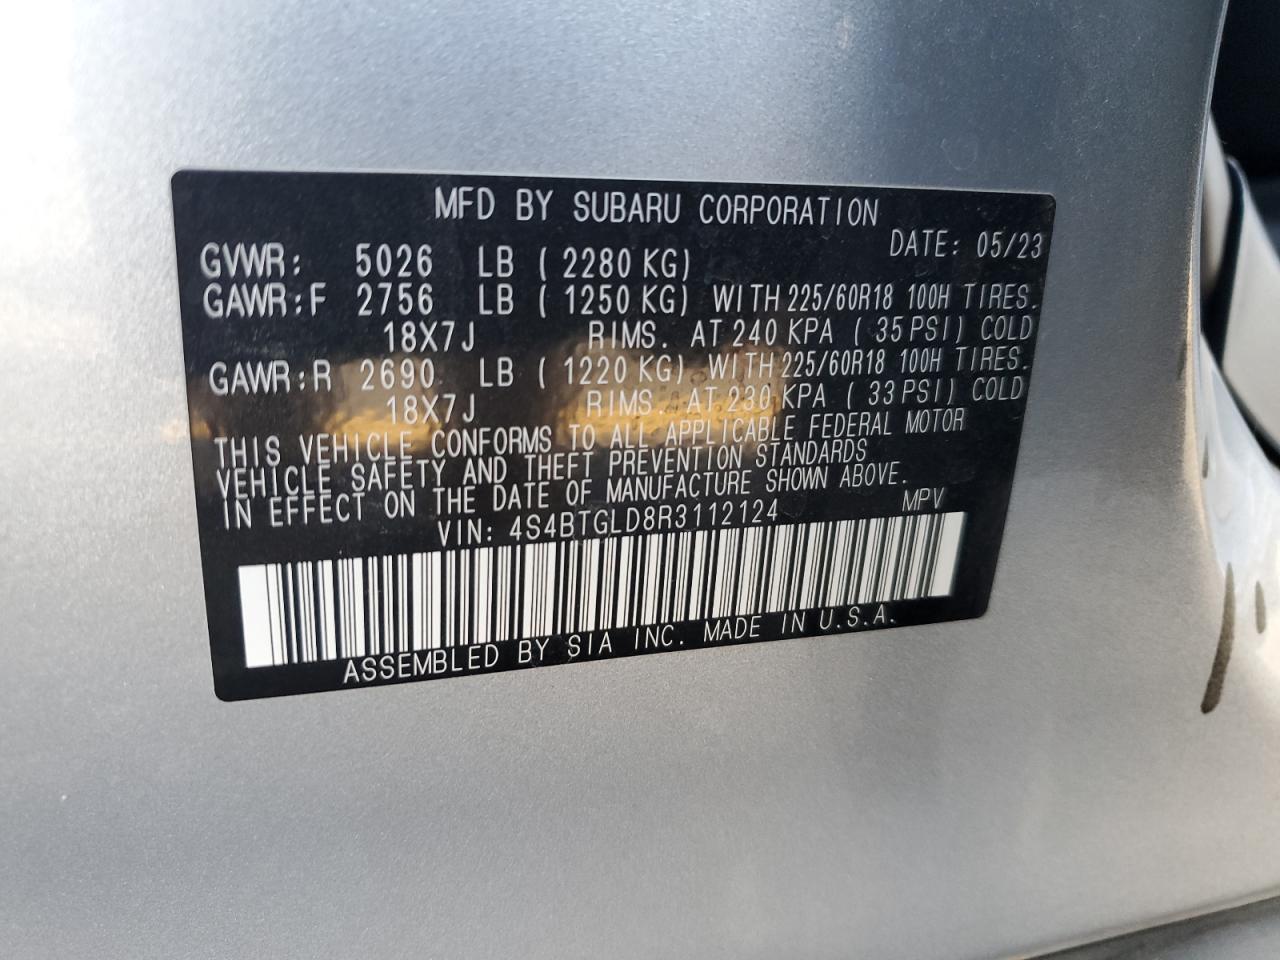 MFD BY SUBARU CORPORATION
DATE: 05/23
GVWR: 5026 LB ( 2280 KG)
GAWR:F 2756 LB ( 1250 KG) WITH 225/60R18 100H TIRES.
18X7J RIMS. AT 240 KPA ( 35 PSI) COLD
GAWR:R 2690 LB ( 1220 KG) WITH 225/60R18 100H TIRES.
18X7J RIMS. AT 230 KPA ( 33 PSI) COLD
THIS VEHICLE CONFORMS TO ALL APPLICABLE FEDERAL MOTOR
VEHICLE SAFETY AND THEFT PREVENTION STANDARDS
IN EFFECT ON THE DATE OF MANUFACTURE SHOWN ABOVE.
VIN: 4S4BTGLD8R3112124 MPV
ASSEMBLED BY SIA INC. MADE IN U.S.A.